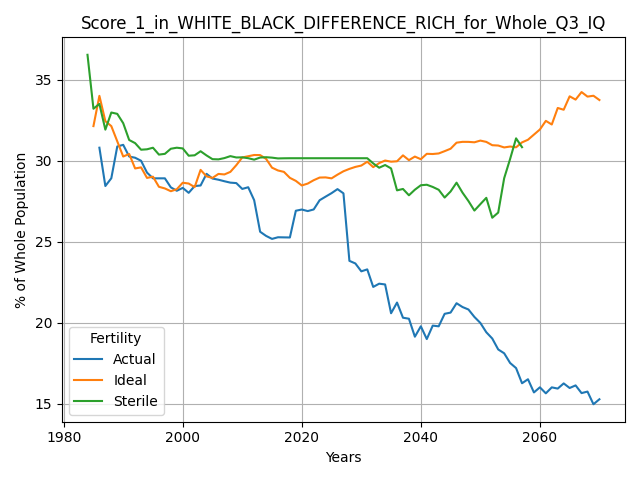 Score_1_in_WHITE_BLACK_DIFFERENCE_RICH_for_Whole_Q3_IQ
% of Whole Population
35
30
25
20
15
Fertility
Actual
Ideal
Sterile
1980 2000 2020 2040 2060
Years